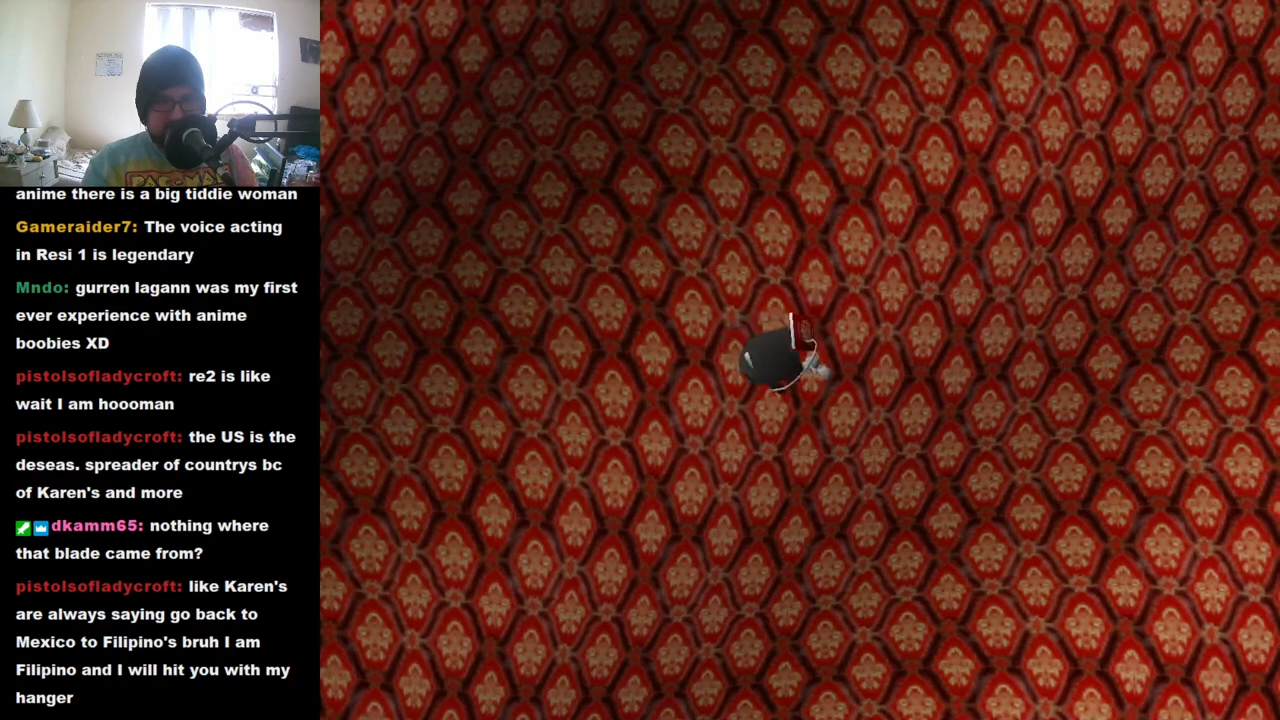 PAC-MAN
anime there is a big tiddie woman
Gameraider7: The voice acting
in Resi 1 is legendary
Mndo: gurren lagann was my first
ever experience with anime
boobies XD
pistolsofladycroft: re2 is like
wait I am hoooman
pistolsofladycroft: the US is the
deseas. spreader of countrys bc
of Karen's and more
dkamm65: nothing where
that blade came from?
pistolsofladycroft: like Karen's
are always saying go back to
Mexico to Filipino's bruh I am
Filipino and I will hit you with my
hanger